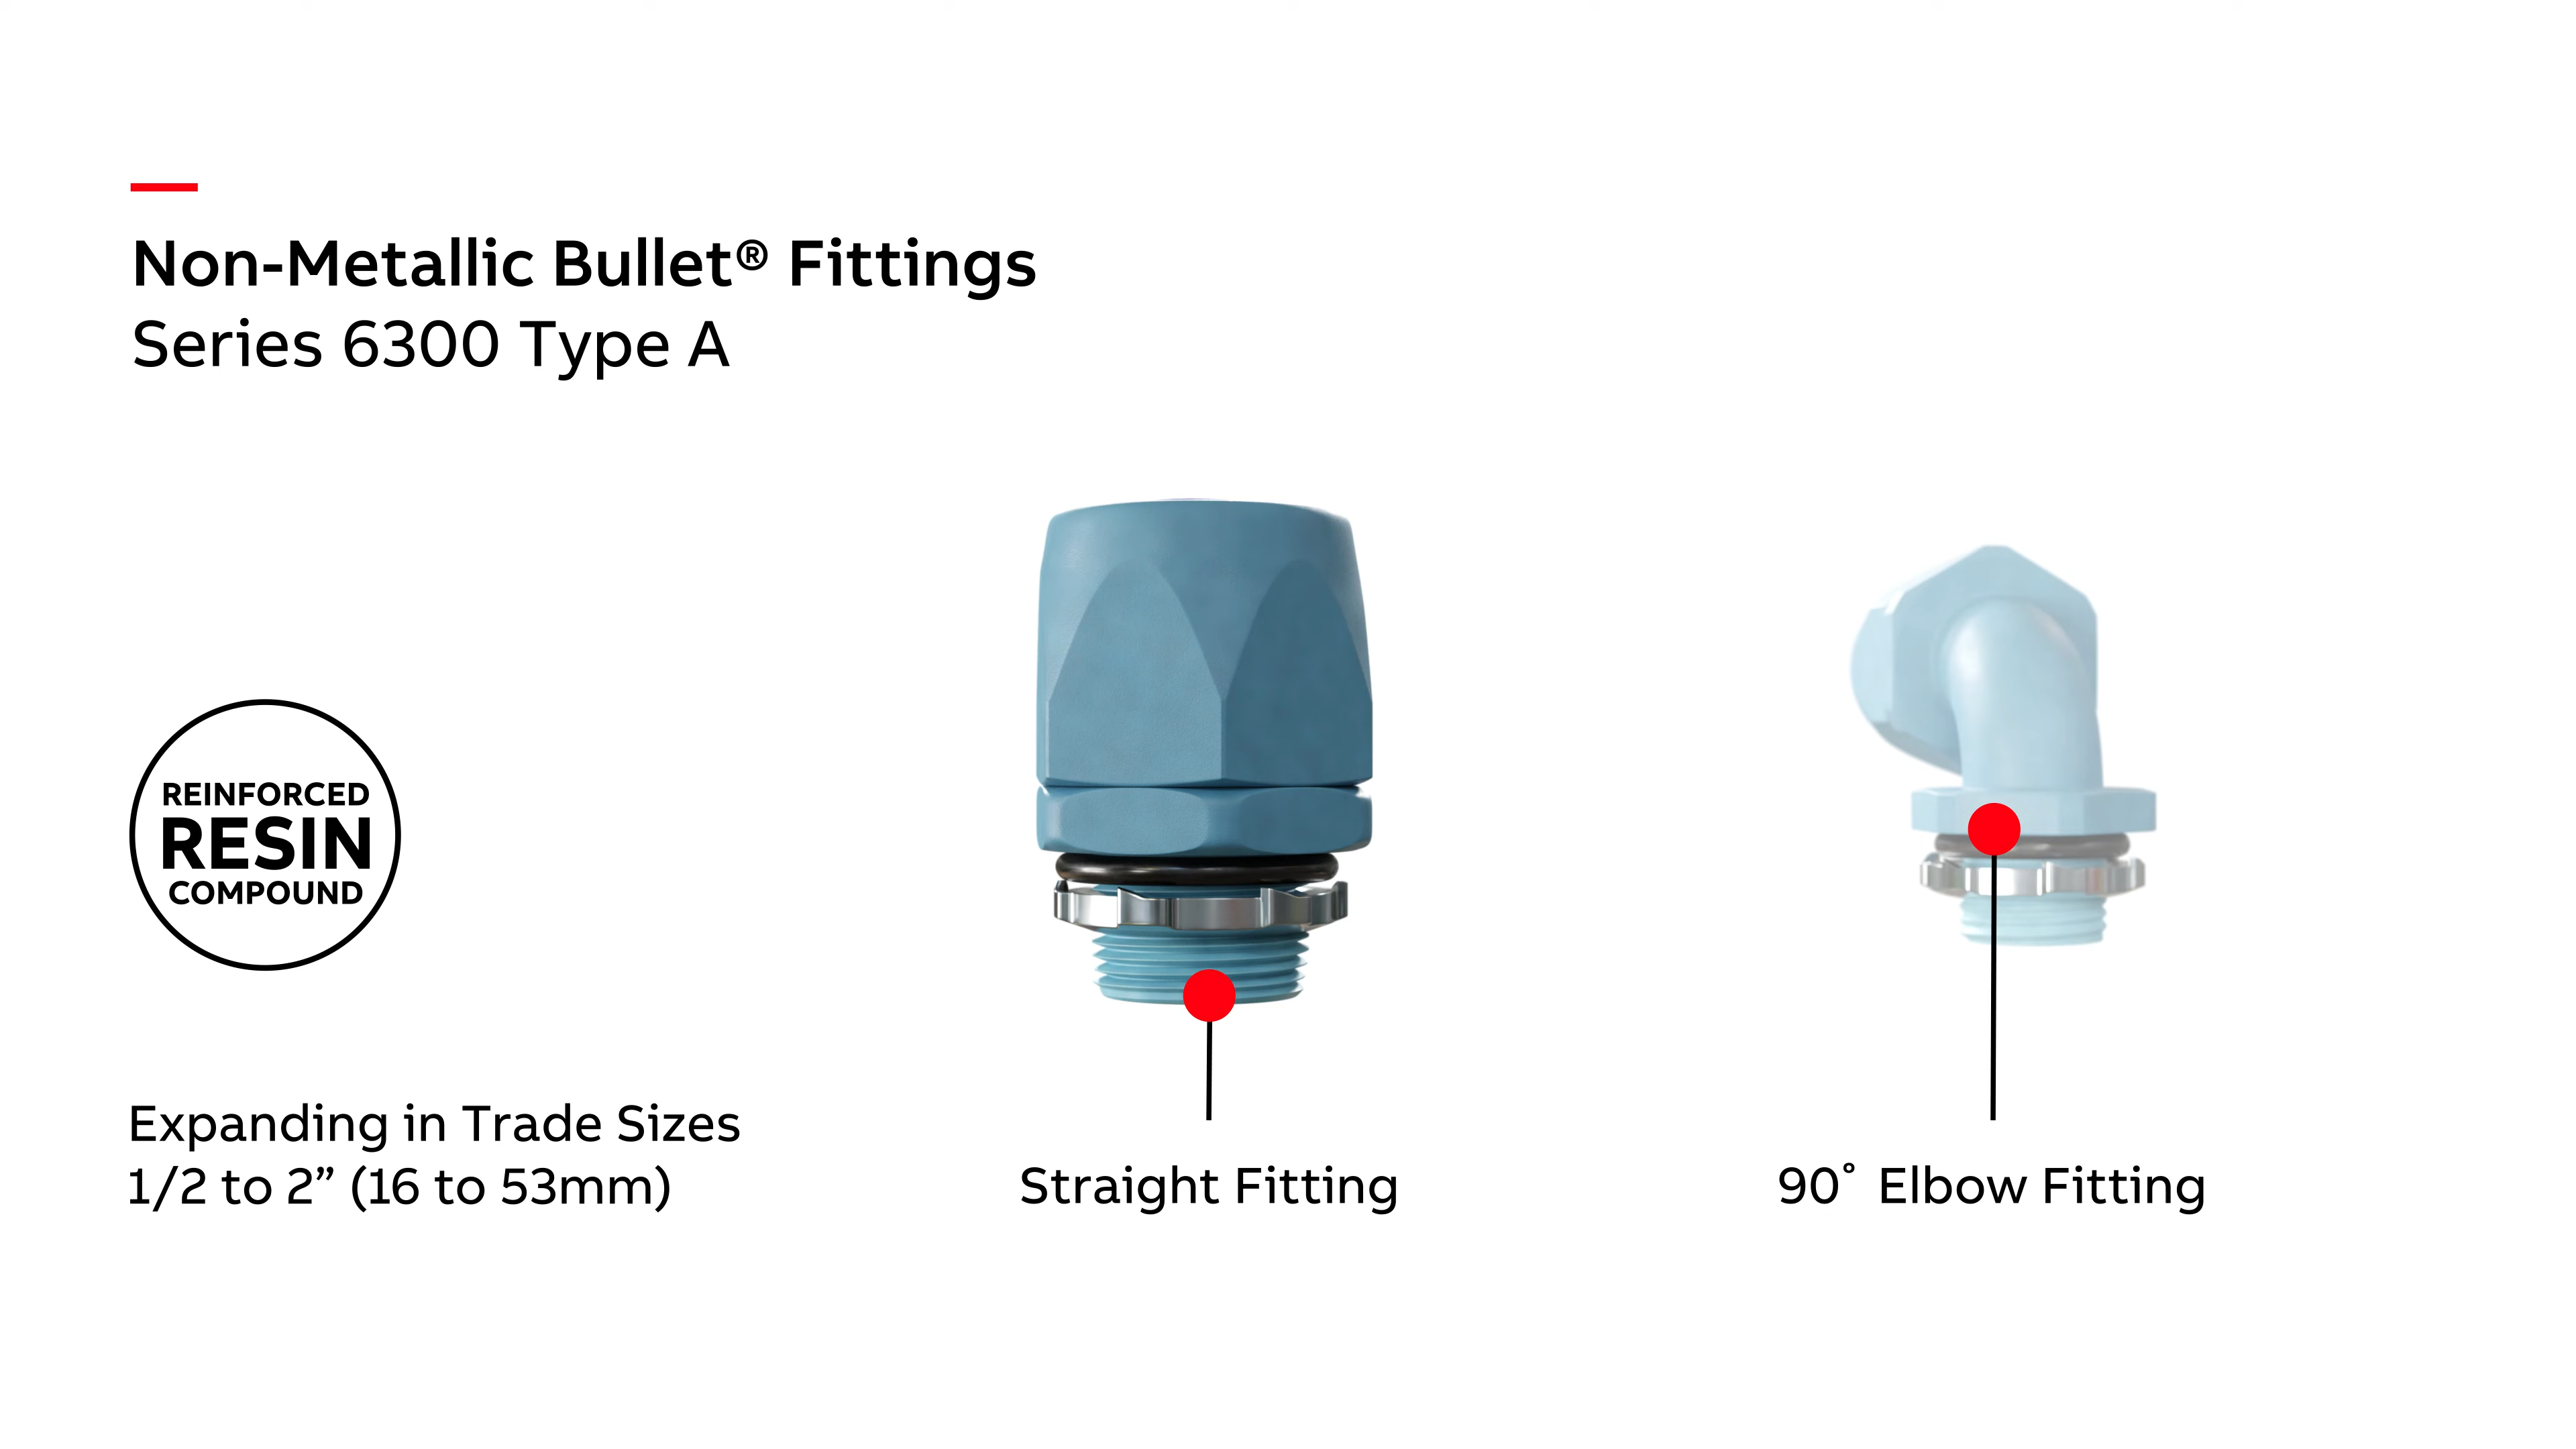 Non-Metallic Bullet® Fittings
Series 6300 Type A
REINFORCED
RESIN
COMPOUND
Expanding in Trade Sizes
1/2 to 2” (16 to 53mm)
Straight Fitting
90° Elbow Fitting